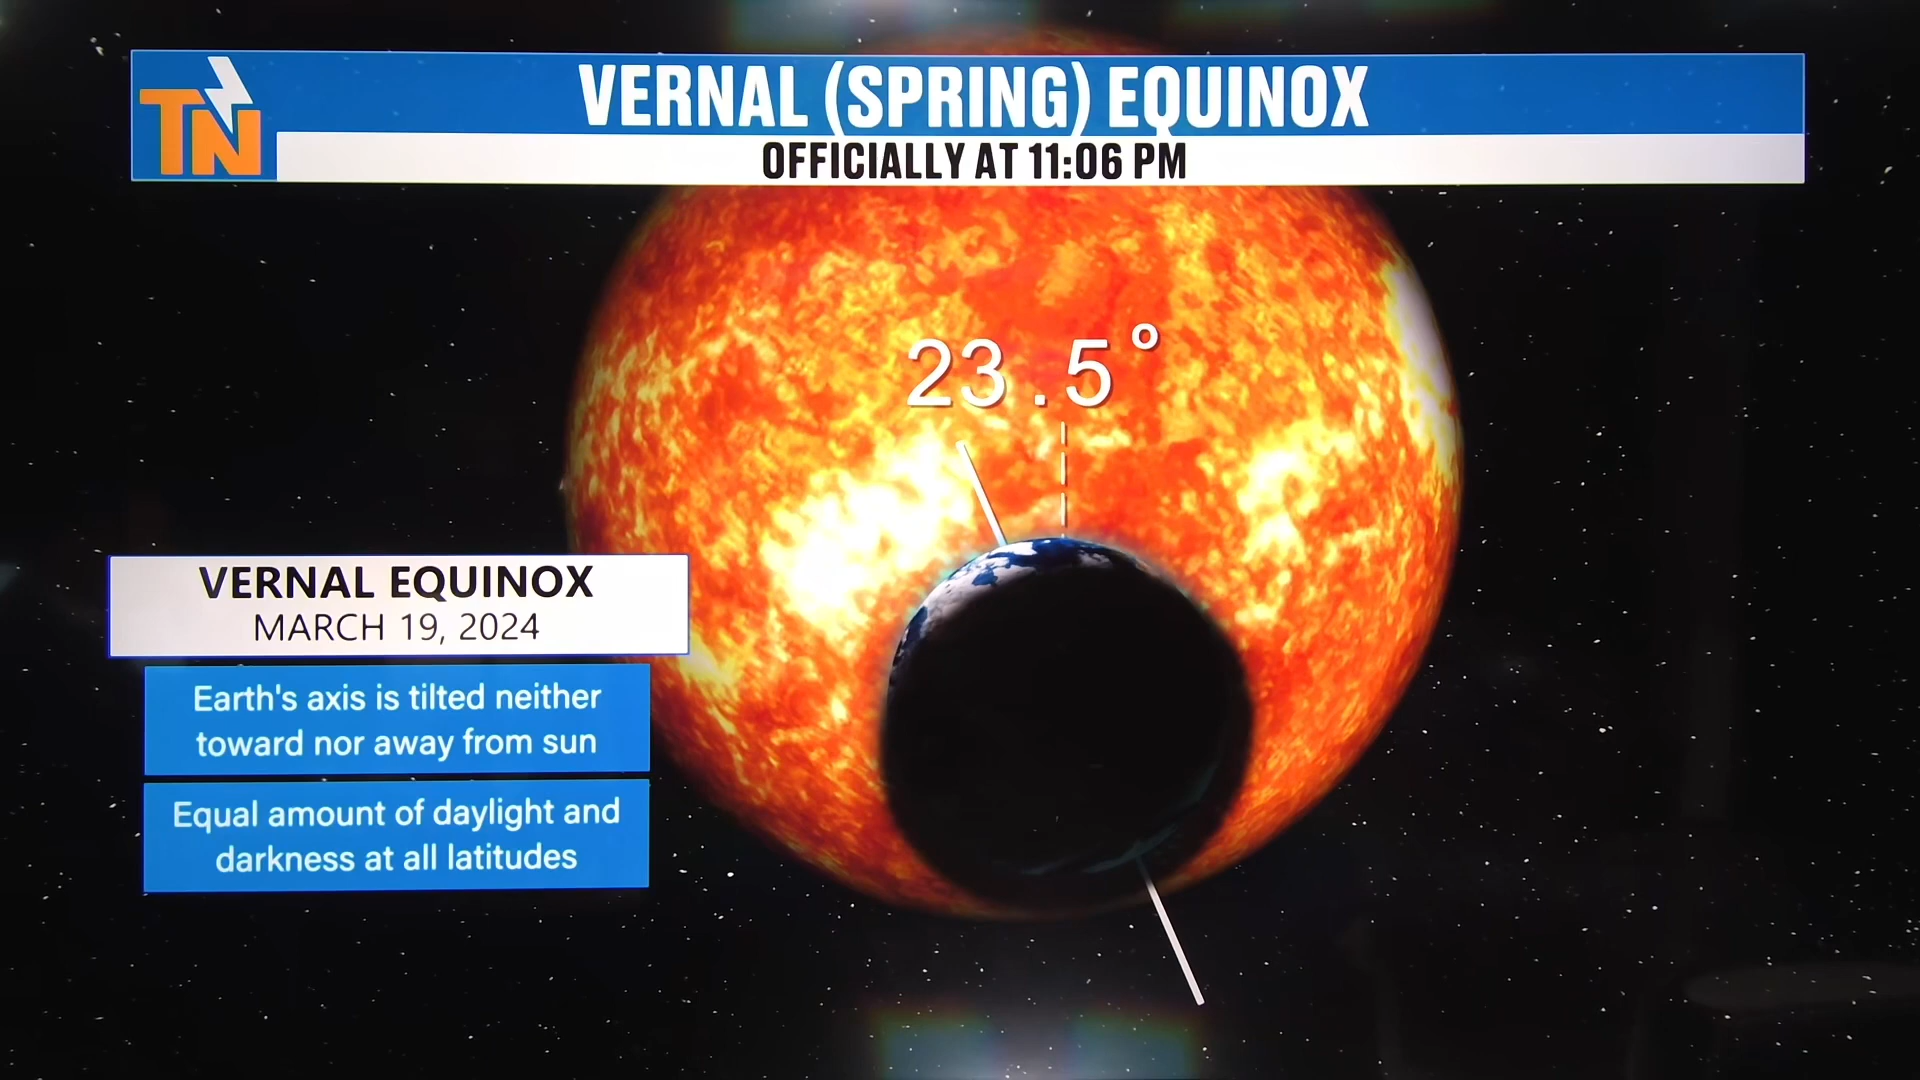 TN
VERNAL (SPRING) EQUINOX
OFFICIALLY AT 11:06 PM
23.5°
VERNAL EQUINOX
MARCH 19, 2024
Earth's axis is tilted neither
toward nor away from sun
Equal amount of daylight and
darkness at all latitudes